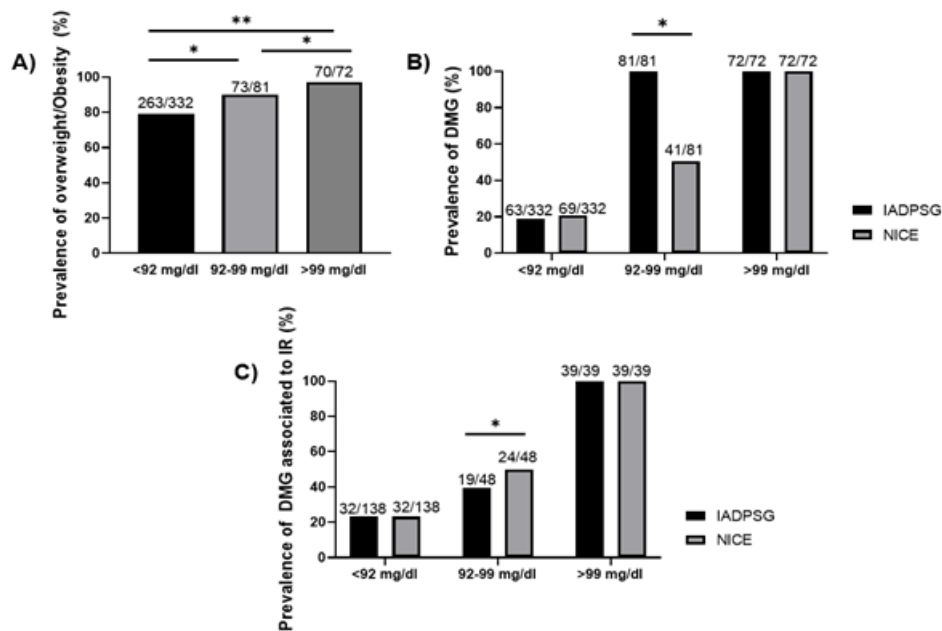 A)
Prevalence of overweight/Obesity (%)
**
*
*
263/332
73/81
70/72
100
80
60
40
20
0
<92 mg/dl
92-99 mg/dl
>99 mg/dl
B)
Prevalence of DMG (%)
*
63/332
69/332
81/81
41/81
72/72
72/72
100
80
60
40
20
0
<92 mg/dl
92-99 mg/dl
>99 mg/dl
IADPSG
NICE
C)
Prevalence of DMG associated to IR (%)
*
32/138
32/138
19/48
24/48
39/39
39/39
100
80
60
40
20
0
<92 mg/dl
92-99 mg/dl
>99 mg/dl
IADPSG
NICE